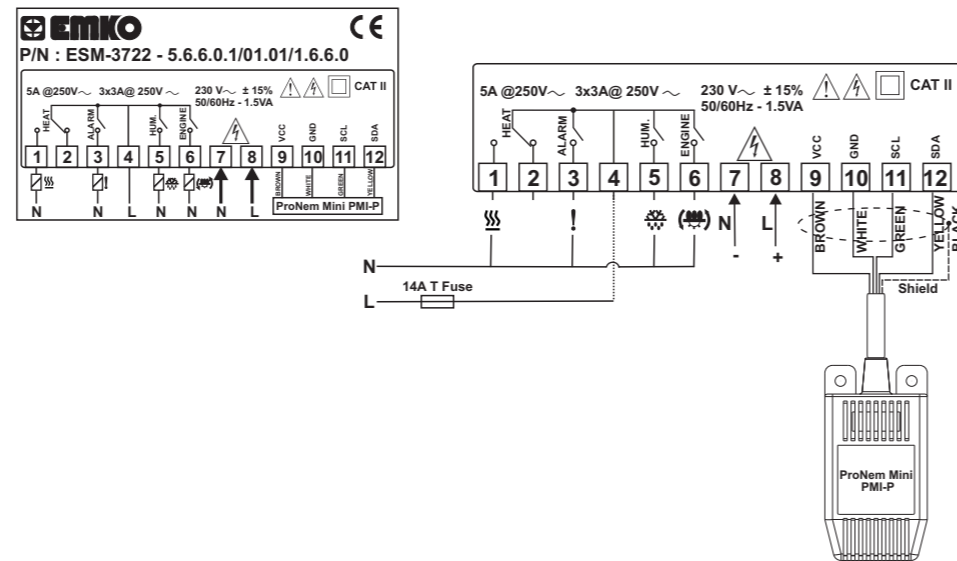 EMKO CE
P/N : ESM-3722 - 5.6.6.0.1/01.01/1.6.6.0
5A @250V～ 3x3A@ 250V ～ 230 V～ ± 15% CAT II
50/60Hz - 1.5VA
HEAT ALARM HUM. ENGINE VCC GND SCL SDA
1 2 3 4 5 6 7 8 9 10 11 12
! BROWN WHITE GREEN YELLOW
N N L N N N L ProNem Mini PMI-P
5A @250V～ 3x3A@ 250V ～ 230 V～ ± 15% CAT II
50/60Hz - 1.5VA
HEAT ALARM HUM. ENGINE VCC GND SCL SDA
1 2 3 4 5 6 7 8 9 10 11 12
! N L BROWN WHITE GREEN YELLOW BLACK
- +
N
L 14A T Fuse
Shield
ProNem Mini
PMI-P